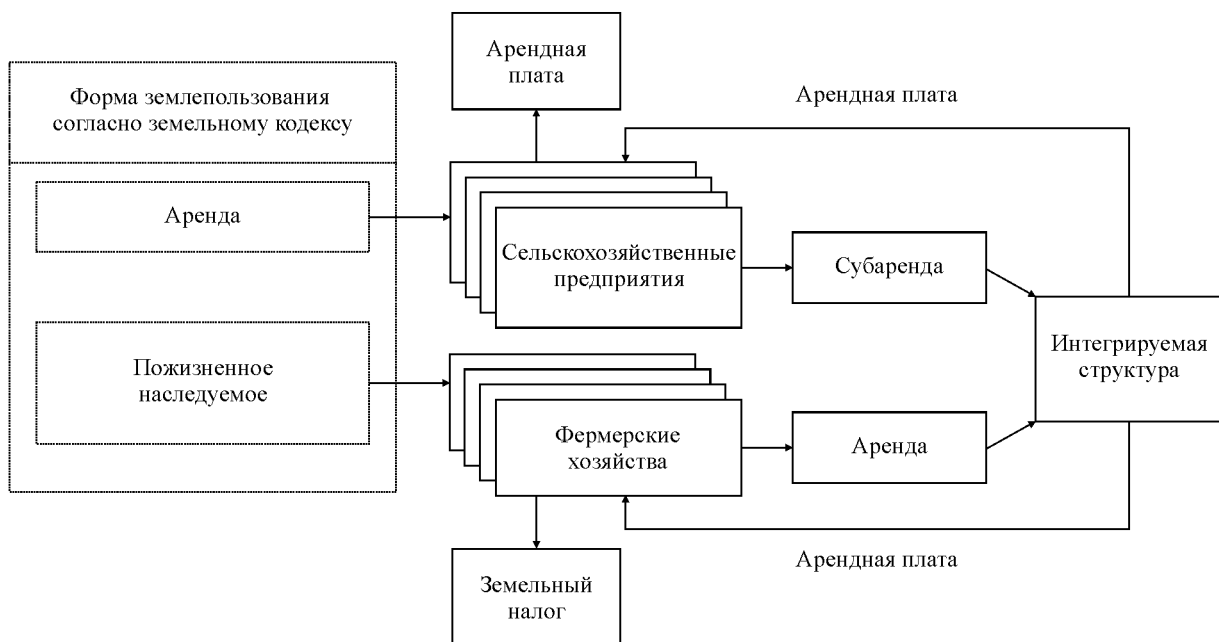 Арендная
плата
Форма землепользования
согласно земельному кодексу
Арендная плата
Аренда
Сельскохозяйственные
предприятия
Субаренда
Интегрируемая
структура
Пожизненное
наследуемое
Фермерские
хозяйства
Аренда
Арендная плата
Земельный
налог